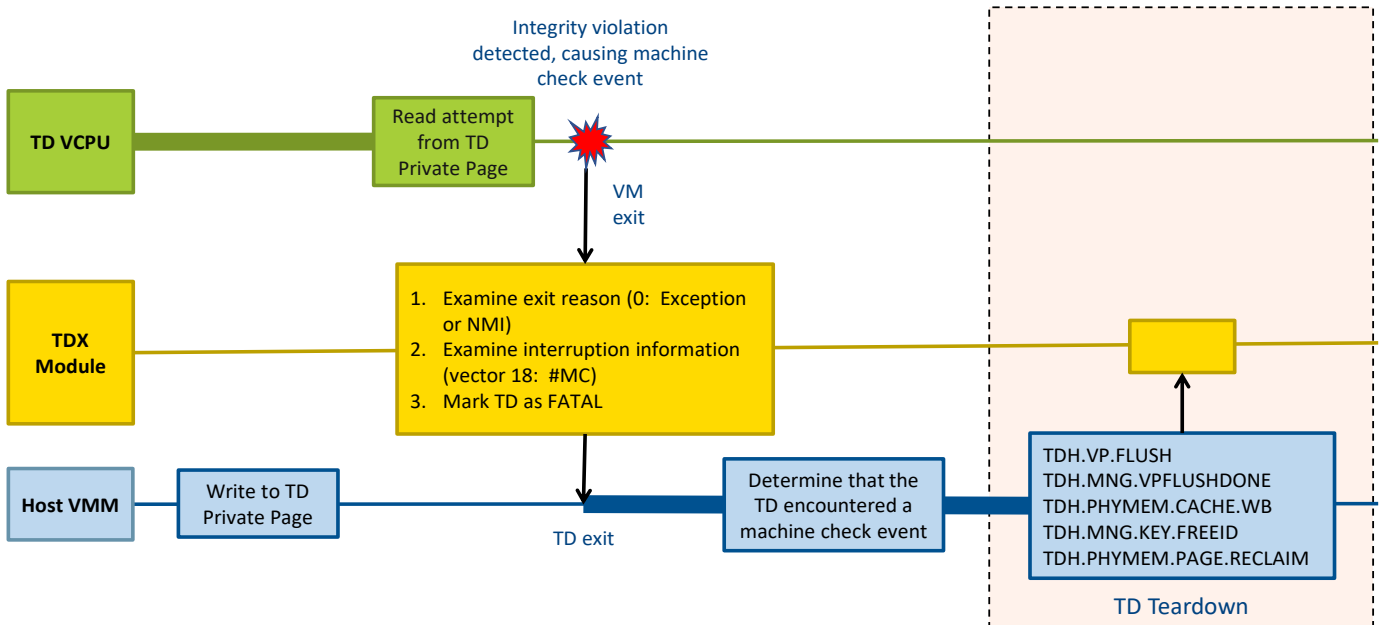 Integrity violation
detected, causing machine
check event
TD VCPU
Read attempt
from TD
Private Page
VM
exit
TDX
Module
1. Examine exit reason (0: Exception
or NMI)
2. Examine interruption information
(vector 18: #MC)
3. Mark TD as FATAL
Host VMM
Write to TD
Private Page
TD exit
Determine that the
TD encountered a
machine check event
TDH.VP.FLUSH
TDH.MNG.VPFLUSHDONE
TDH.PHYMEM.CACHE.WB
TDH.MNG.KEY.FREEID
TDH.PHYMEM.PAGE.RECLAIM
TD Teardown